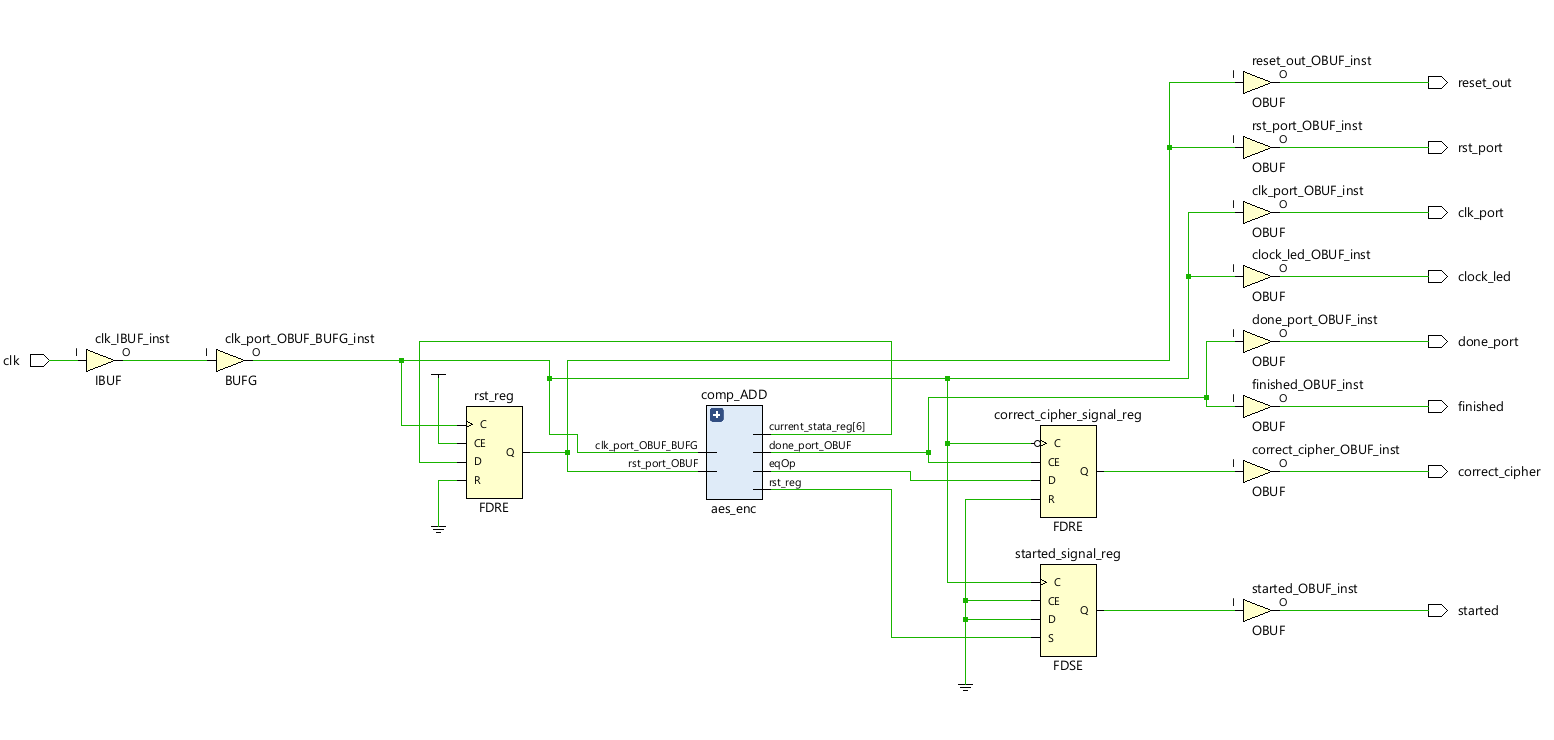 reset_out_OBUF_inst
I
O
reset_out
OBUF
rst_port_OBUF_inst
I
O
rst_port
OBUF
clk_port_OBUF_inst
I
O
clk_port
OBUF
clock_led_OBUF_inst
I
O
clock_led
OBUF
done_port_OBUF_inst
I
O
done_port
OBUF
finished_OBUF_inst
I
O
finished
OBUF
correct_cipher_OBUF_inst
I
O
correct_cipher
OBUF
started_OBUF_inst
I
O
started
OBUF
clk
clk_IBUF_inst
I
O
IBUF
clk_port_OBUF_BUFG_inst
I
O
BUFG
rst_reg
C
CE
D
R
Q
FDRE
comp_ADD
clk_port_OBUF_BUFG
rst_port_OBUF
current_stata_reg[6]
done_port_OBUF
eqOp
rst_reg
aes_enc
correct_cipher_signal_reg
C
CE
D
R
Q
FDRE
started_signal_reg
C
CE
D
S
Q
FDSE